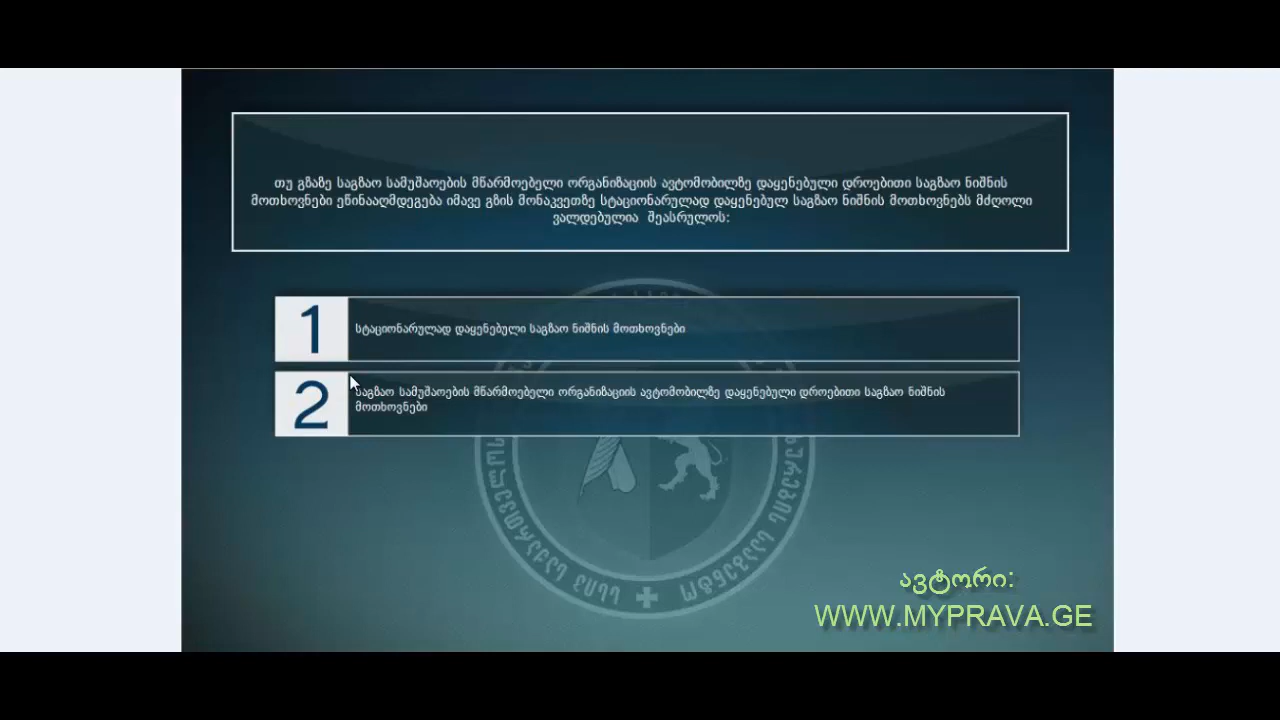 თუ გზაზე საგზაო სამუშაოების მწარმოებელი ორგანიზაციის ავტომობილზე დაყენებული დროებითი საგზაო ნიშნის
მოთხოვნები ეწინააღმდეგება იმავე გზის მონაკვეთზე სტაციონარულად დაყენებულ საგზაო ნიშნის მოთხოვნებს მძღოლი
ვალდებულია შეასრულოს:
1
სტაციონარულად დაყენებული საგზაო ნიშნის მოთხოვნები
2
საგზაო სამუშაოების მწარმოებელი ორგანიზაციის ავტომობილზე დაყენებული დროებითი საგზაო ნიშნის
მოთხოვნები
ავტორი:
WWW.MYPRAVA.GE